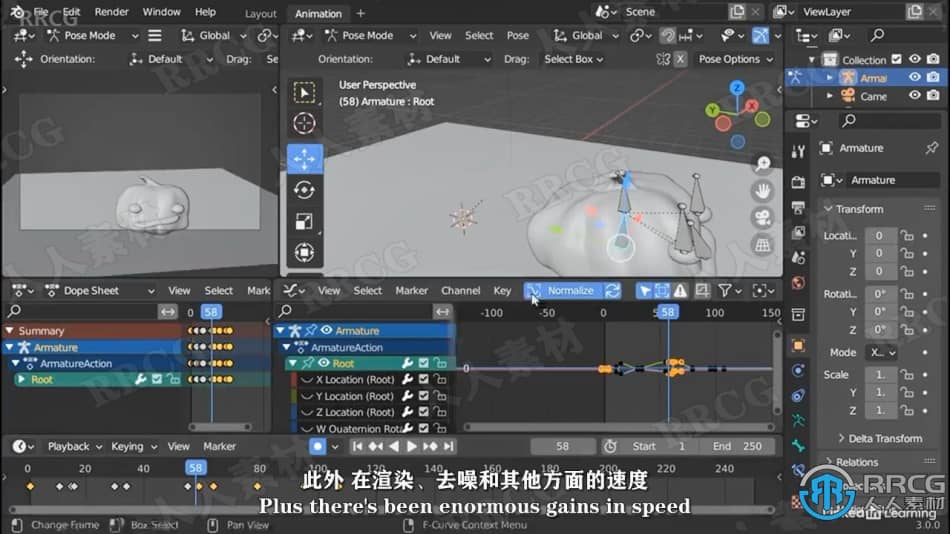 File Edit Render Window Help Layout Animation Scene ViewLayer
RRCG
Pose Mode Global Pose Mode View Select Pose Global
Orientation: Default Drag: Orientation: Default Drag: Select Box X Pose Options
User Perspective
(58) Armature : Root
Z
Y
X
Collection
Armat
Came
Armature
Armature
Transform
Locati... 0
Y 0
Z 0
Rotati... 0°
Y 0°
Z 0°
Mode X...
Scale 1.
Y 1.
Z 1.
Delta Transform
Relations
Dope Sheet View Select Mark
0 58
Summary
Armature
ArmatureAction
Root
View Select Marker Channel Key Normalize
-100 -50 0 58 100 150
Armature
ArmatureAction
Root
X Location (Root)
Y Location (Root)
Z Location (Root)
W Quaternion Rotat
0
Playback Keying View Marker 58 Start 1 End 250
0 20 40 58 80 200 220 240
此外 在渲染、去噪和其他方面的速度
Plus there's been enormous gains in speed
Change Frame Box Select Pan View F-Curve Context Menu 3.0.0
RRCG
人人素材
Linked in Learning